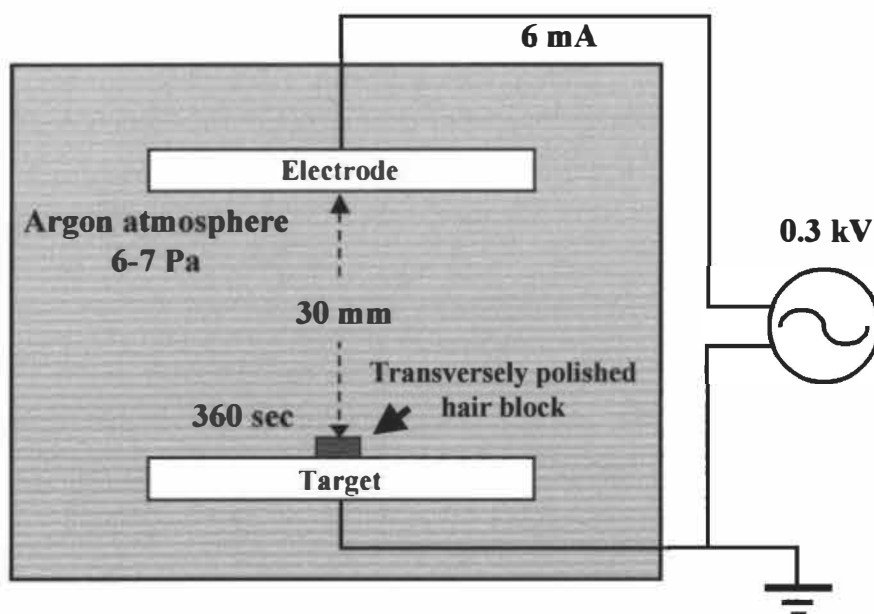 6 mA
Electrode
Argon atmosphere
6-7 Pa
0.3 kV
30 mm
Transversely polished
hair block
360 sec
Target